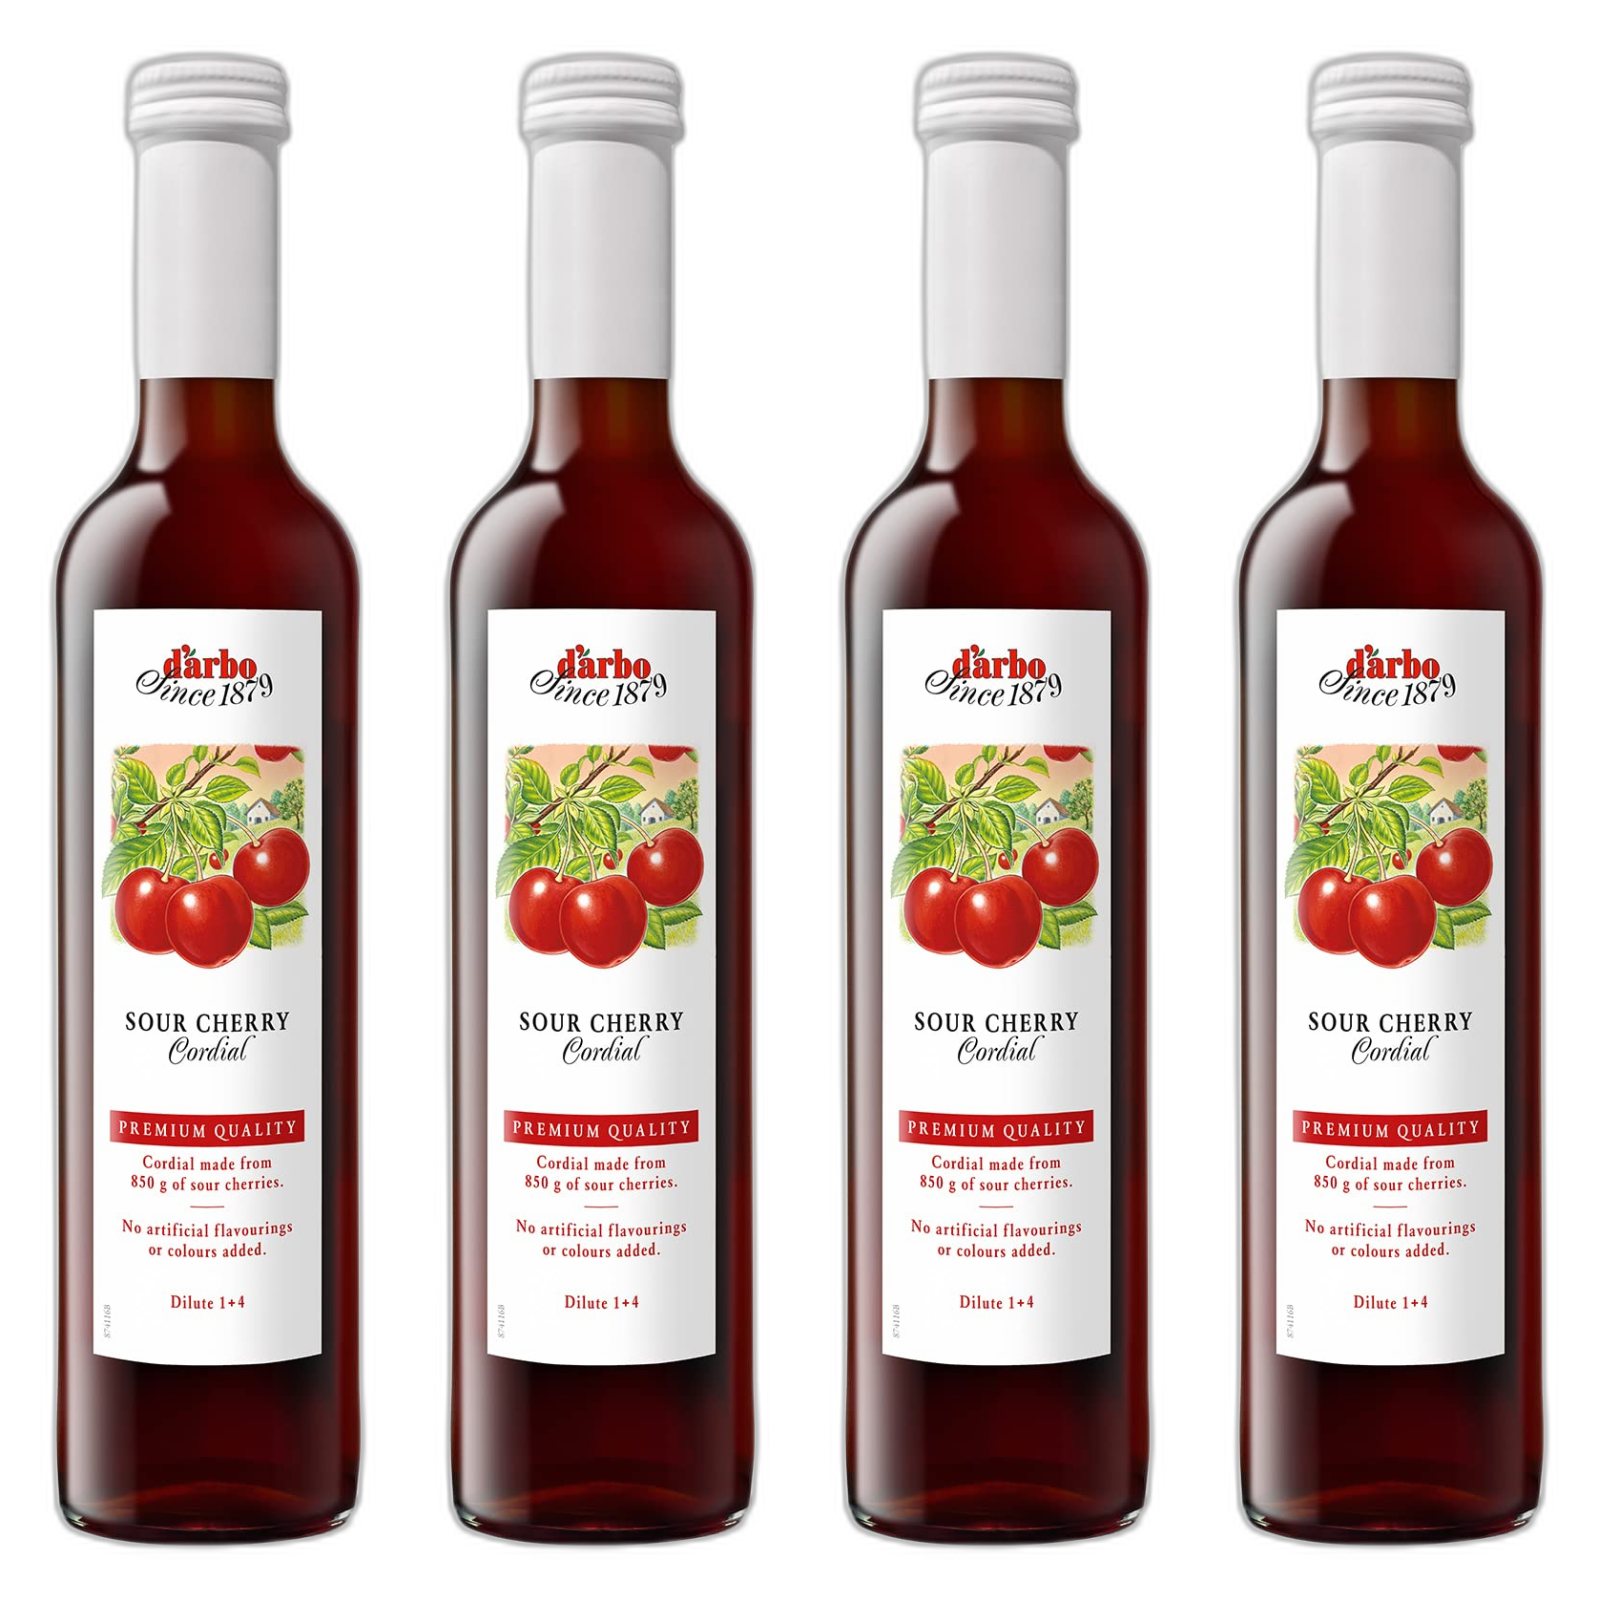 d'arbo
Since 1879
SOUR CHERRY
Cordial
PREMIUM QUALITY
Cordial made from
850 g of sour cherries.
No artificial flavourings
or colours added.
Dilute 1+4
874116B
d'arbo
Since 1879
SOUR CHERRY
Cordial
PREMIUM QUALITY
Cordial made from
850 g of sour cherries.
No artificial flavourings
or colours added.
Dilute 1+4
874116B
d'arbo
Since 1879
SOUR CHERRY
Cordial
PREMIUM QUALITY
Cordial made from
850 g of sour cherries.
No artificial flavourings
or colours added.
Dilute 1+4
874116B
d'arbo
Since 1879
SOUR CHERRY
Cordial
PREMIUM QUALITY
Cordial made from
850 g of sour cherries.
No artificial flavourings
or colours added.
Dilute 1+4
874116B